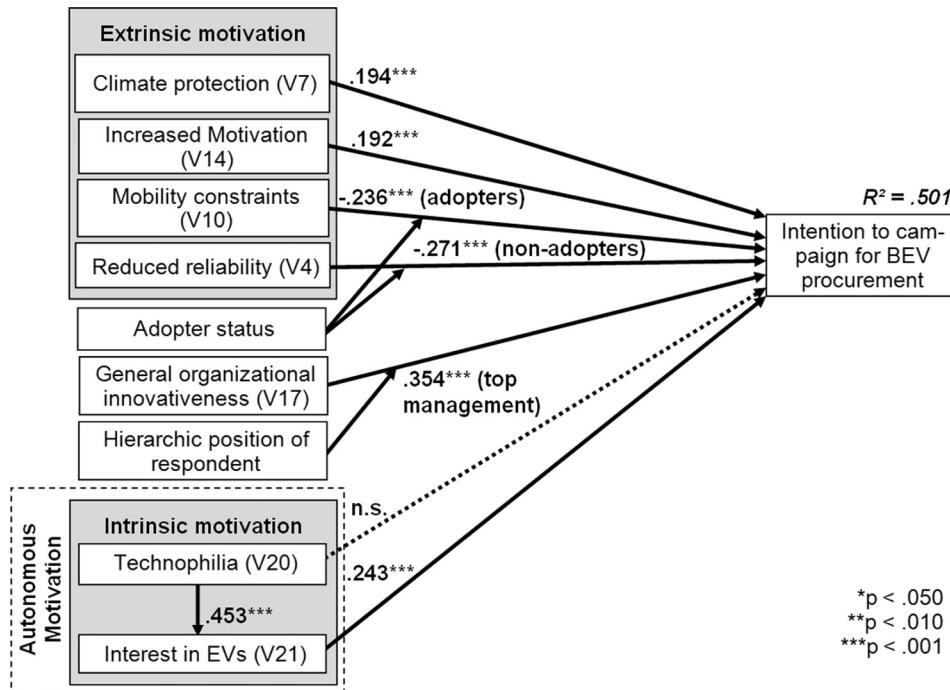 Extrinsic motivation
Climate protection (V7)
.194***
Increased Motivation
(V14)
.192***
Mobility constraints
(V10)
-.236*** (adopters)
Reduced reliability (V4)
-.271*** (non-adopters)
R² = .501
Intention to cam-
paign for BEV
procurement
Adopter status
General organizational
innovativeness (V17)
.354*** (top
management)
Hierarchic position of
respondent
Autonomous
Motivation
Intrinsic motivation
n.s.
Technophilia (V20)
.243***
.453***
Interest in EVs (V21)
*p < .050
**p < .010
***p < .001